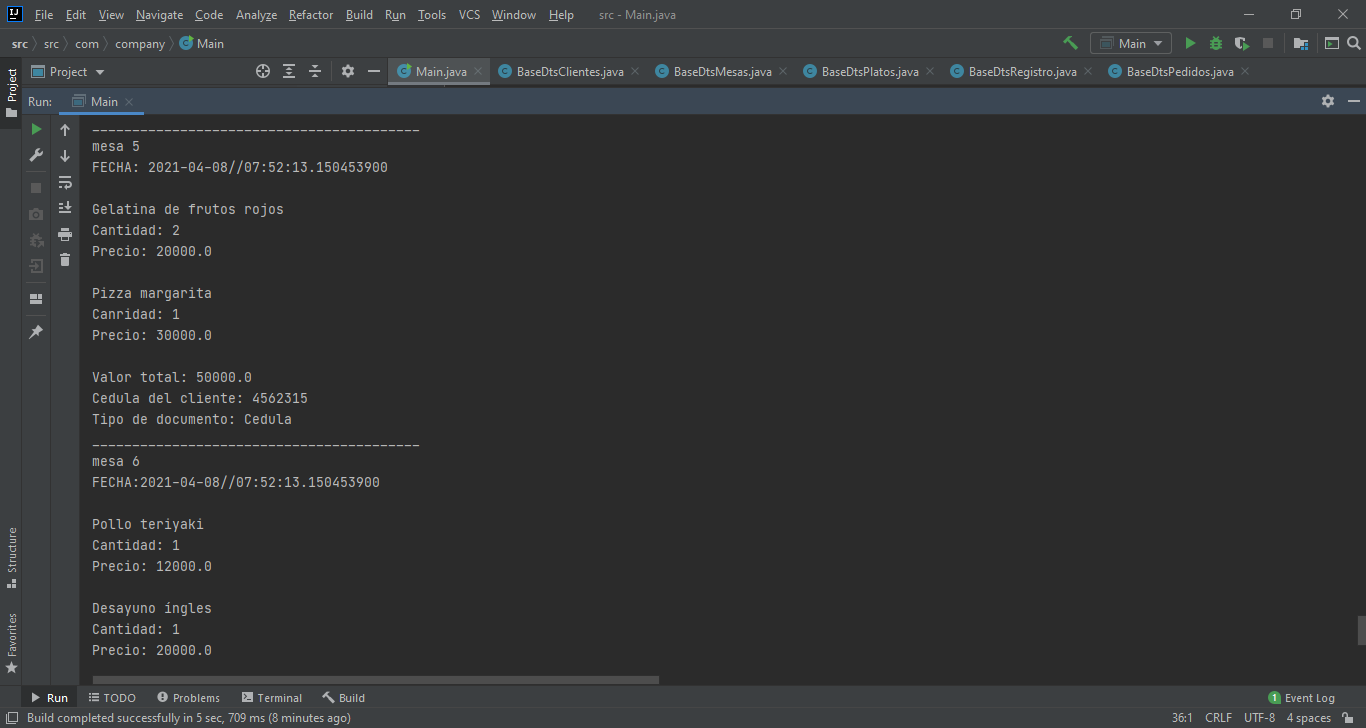 File Edit View Navigate Code Analyze Refactor Build Run Tools VCS Window Help src - Main.java
src src com company Main Main
Project Project Main.java BaseDtsClientes.java BaseDtsMesas.java BaseDtsPlatos.java BaseDtsRegistro.java BaseDtsPedidos.java
Run: Main
_________________________________________
mesa 5
FECHA: 2021-04-08//07:52:13.150453900
Gelatina de frutos rojos
Cantidad: 2
Precio: 20000.0
Pizza margarita
Canridad: 1
Precio: 30000.0
Valor total: 50000.0
Cedula del cliente: 4562315
Tipo de documento: Cedula
_________________________________________
mesa 6
FECHA:2021-04-08//07:52:13.150453900
Pollo teriyaki
Cantidad: 1
Precio: 12000.0
Desayuno ingles
Cantidad: 1
Precio: 20000.0
Structure
Favorites
Run TODO Problems Terminal Build 1 Event Log
Build completed successfully in 5 sec, 709 ms (8 minutes ago) 36:1 CRLF UTF-8 4 spaces